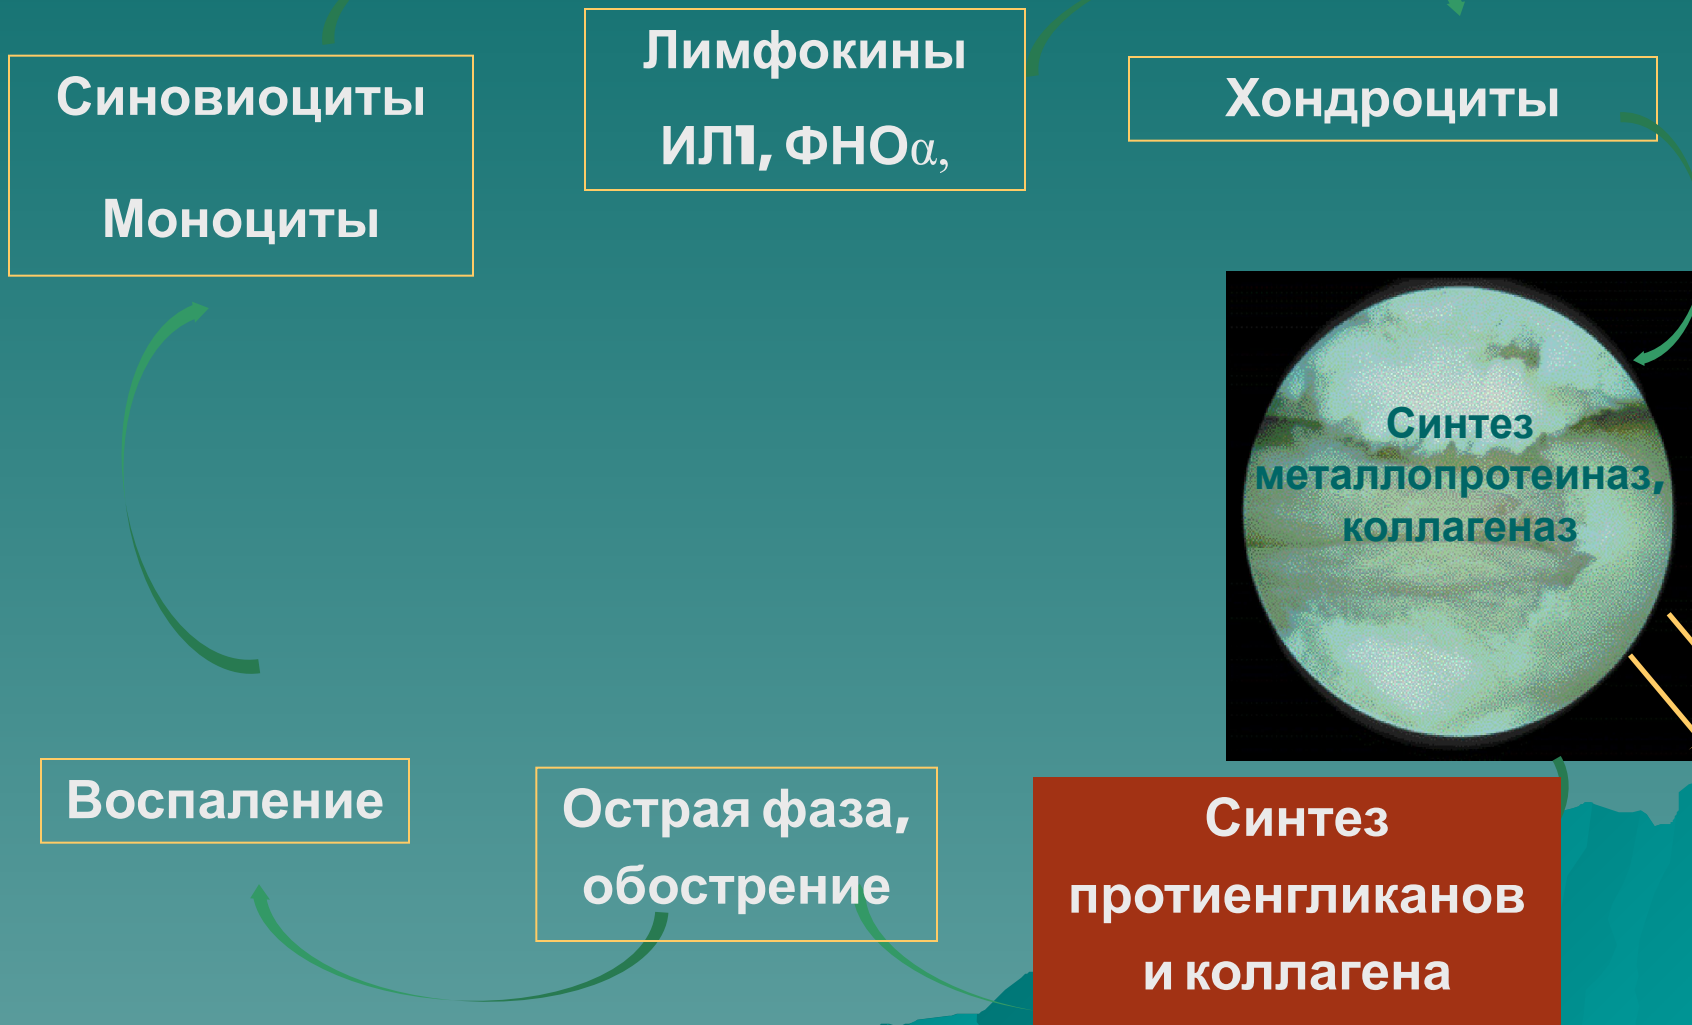 Синовиоциты
Моноциты
Лимфокины
ИЛ1, ФНОα,
Хондроциты
Синтез
металлопротеиназ,
коллагеназ
Воспаление
Острая фаза,
обострение
Синтез
протиенгликанов
и коллагена